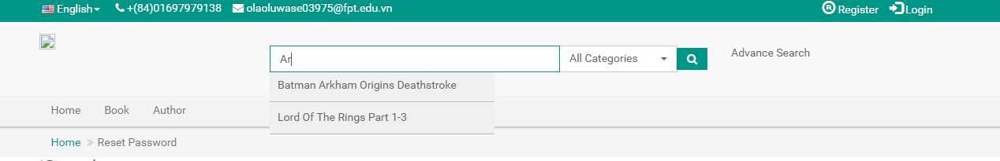 English +(84)01697979138 olaoluwase03975@fpt.edu.vn Register Login
Ar All Categories Advance Search
Batman Arkham Origins Deathstroke
Home Book Author
Lord Of The Rings Part 1-3
Home » Reset Password